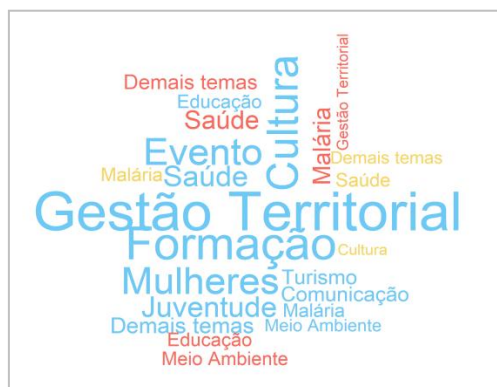 Demais temas
Educação
Saúde
Cultura
Malária
Gestão Territorial
Evento
Demais temas
Malária
Saúde
Saúde
Gestão Territorial
Formação
Cultura
Mulheres
Turismo
Comunicação
Juventude
Malária
Demais temas
Meio Ambiente
Educação
Meio Ambiente